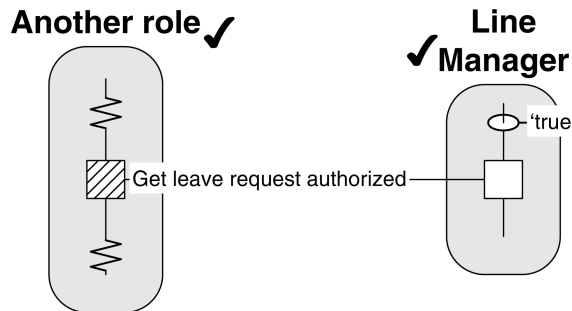 Another role
Line
Manager
‘true
Get leave request authorized